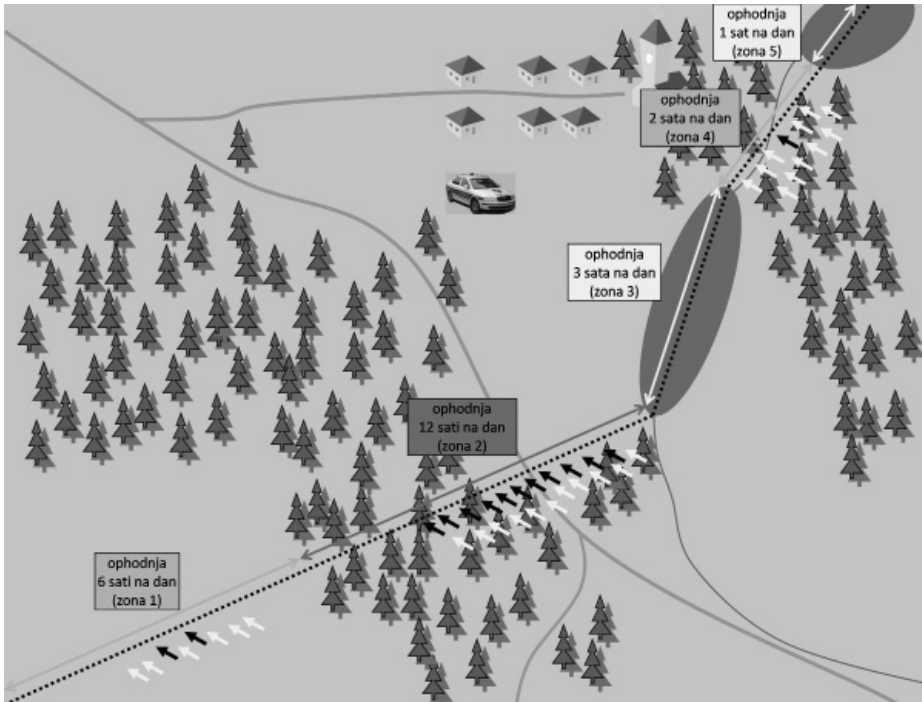 ophodnja
1 sat na dan
(zona 5)
ophodnja
2 sata na dan
(zona 4)
ophodnja
3 sata na dan
(zona 3)
ophodnja
12 sati na dan
(zona 2)
ophodnja
6 sati na dan
(zona 1)